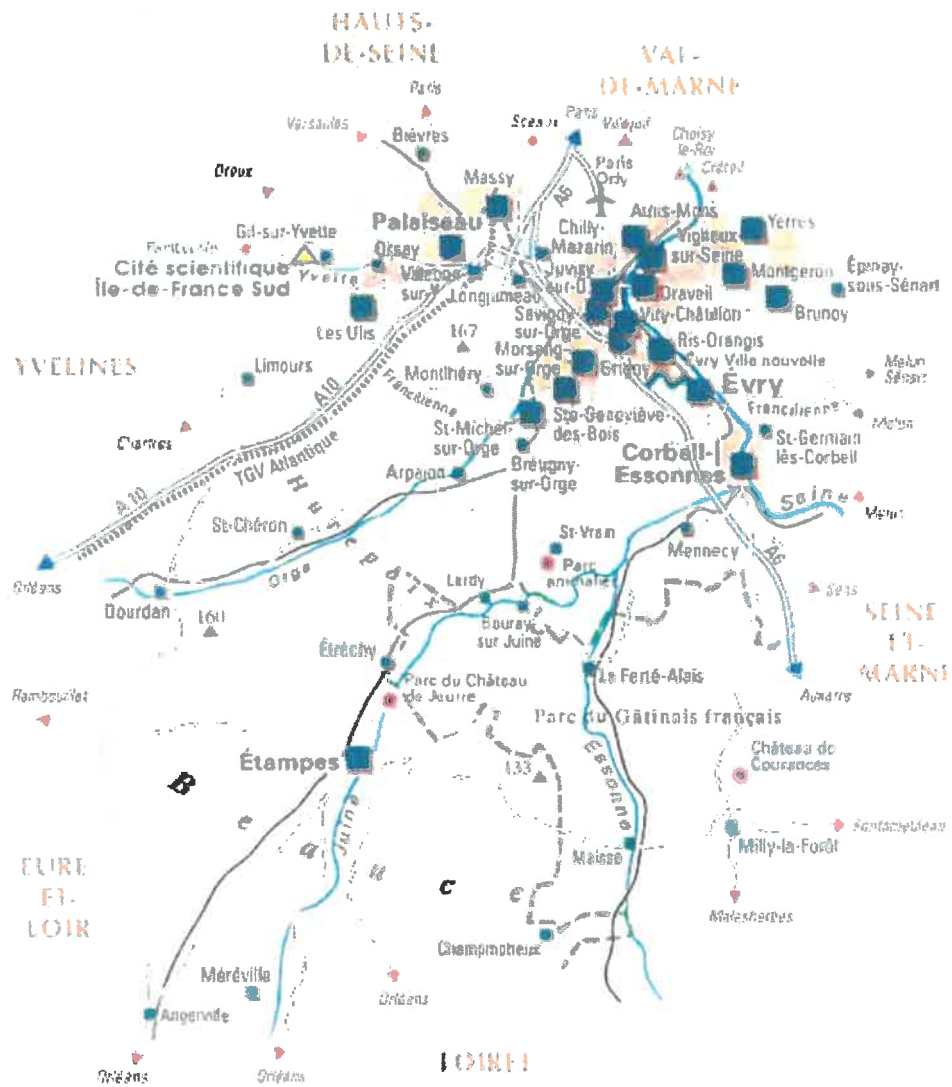 HAUTS-
DE-SEINE
VAL-
DE-MARNE
Paris
Versailles
Bièvres
Sceaux
Paris
Villejuif
Choisy
-le-Roi
Créteil
Massy
Paris
Orly
A6
Dreux
Palaiseau
Chilly-
Mazarin
Athis-Mons
Yerres
Gif-sur-Yvette
Orsay
Vigneux
sur-Seine
Cité scientifique
Île-de-France Sud
Yvette
Villebon
sur-Y
Juvisy
sur-O
Montgeron
Épinay-
sous-Sénart
Longjumeau
Draveil
Brunoy
Les Ulis
Savigny
sur-Orge
Viry-Châtillon
167
Ris-Orangis
YVELINES
Limours
Morsang
sur-Orge
Grigny
Évry Ville nouvelle
Melun
Sénart
A10
Francilienne
Montlhéry
Évry
Chartres
TGV Atlantique
St-Michel
sur-Orge
Ste-Geneviève
des-Bois
Francilienne
Melun
Corbeil-
Essonnes
St-Germain
lès-Corbeil
A10
Arpajon
Brétigny
-sur-Orge
Seine
Melun
H u r e p o i x
St-Chéron
St-Vrain
Mennecy
A6
Orléans
Orge
Parc
animalier
Dourdan
Lardy
Sens
160
Bouray
sur Juine
SEINE
ET-
MARNE
Étréchy
La Ferté-Alais
Auxerre
Rambouillet
Parc du Château
de Jeurre
Parc du Gâtinais français
Étampes
133
Essonne
Château de
Courances
B e a u c e
Juine
Maisse
Milly-la-Forêt
Fontainebleau
EURE
ET-
LOIR
Malesherbes
Champmotteux
Méréville
Orléans
Angerville
Orléans
Orléans
LOIRET